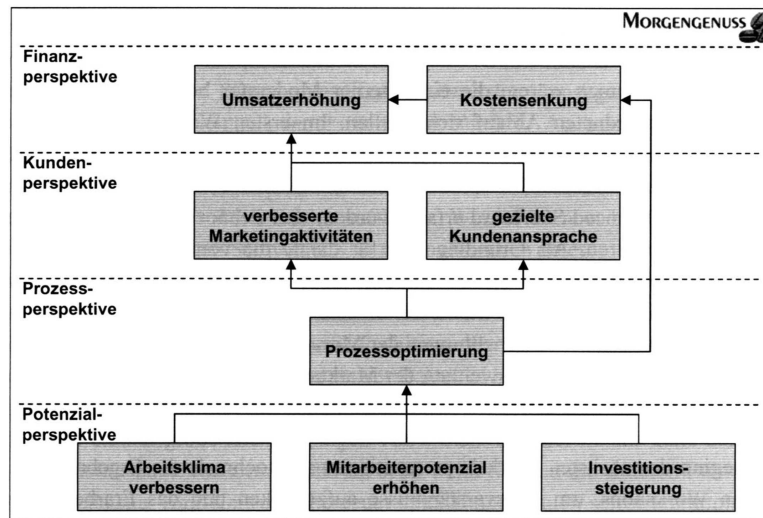 MORGENGENUSS
Finanz-
perspektive
Umsatzerhöhung
Kostensenkung
Kunden-
perspektive
verbesserte
Marketingaktivitäten
gezielte
Kundenansprache
Prozess-
perspektive
Prozessoptimierung
Potenzial-
perspektive
Arbeitsklima
verbessern
Mitarbeiterpotenzial
erhöhen
Investitions-
steigerung